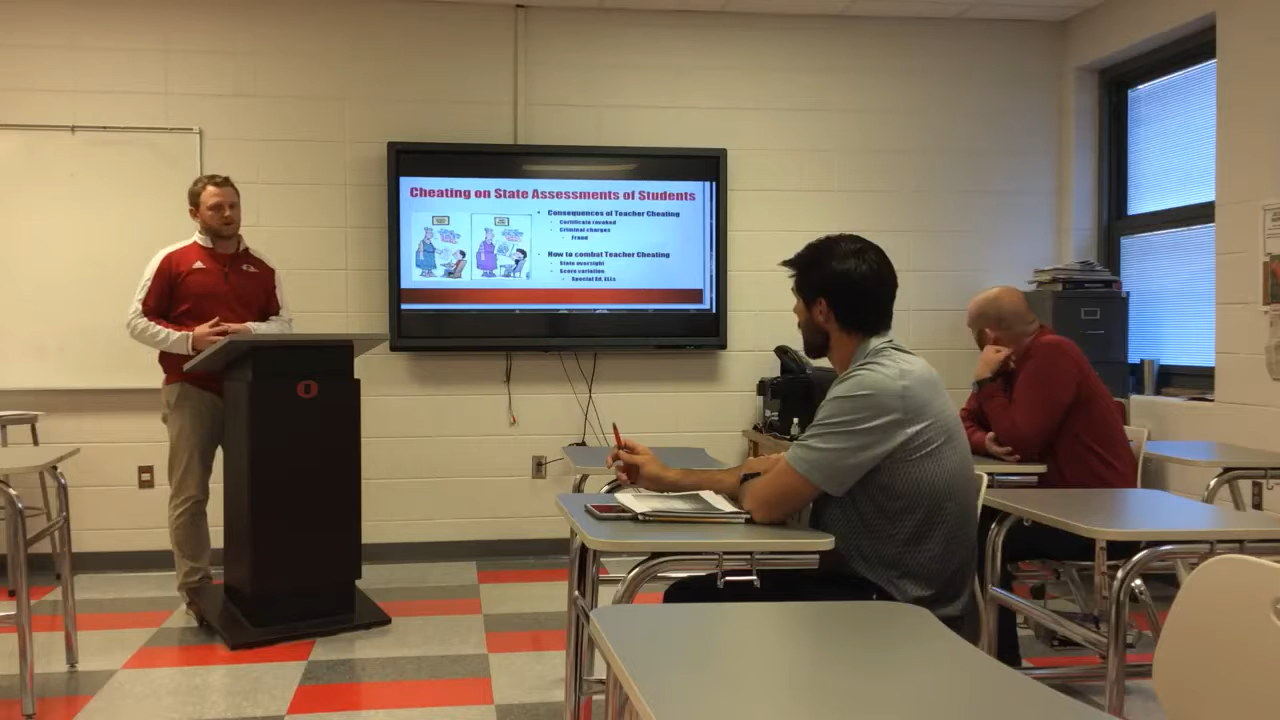 Cheating on State Assessments of Students
Consequences of Teacher Cheating
Certificate revoked
Criminal charges
Fraud
How to combat Teacher Cheating
State oversight
Score variation
Special Ed, ELLs
O